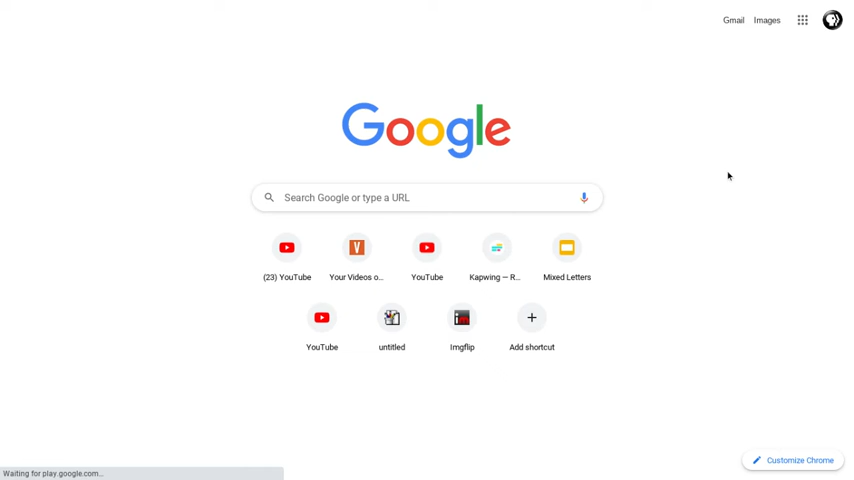 Gmail Images
Google
Search Google or type a URL
(23) YouTube Your Videos o... YouTube Kapwing — R... Mixed Letters
YouTube untitled Imgflip Add shortcut
Customize Chrome
Waiting for play.google.com...